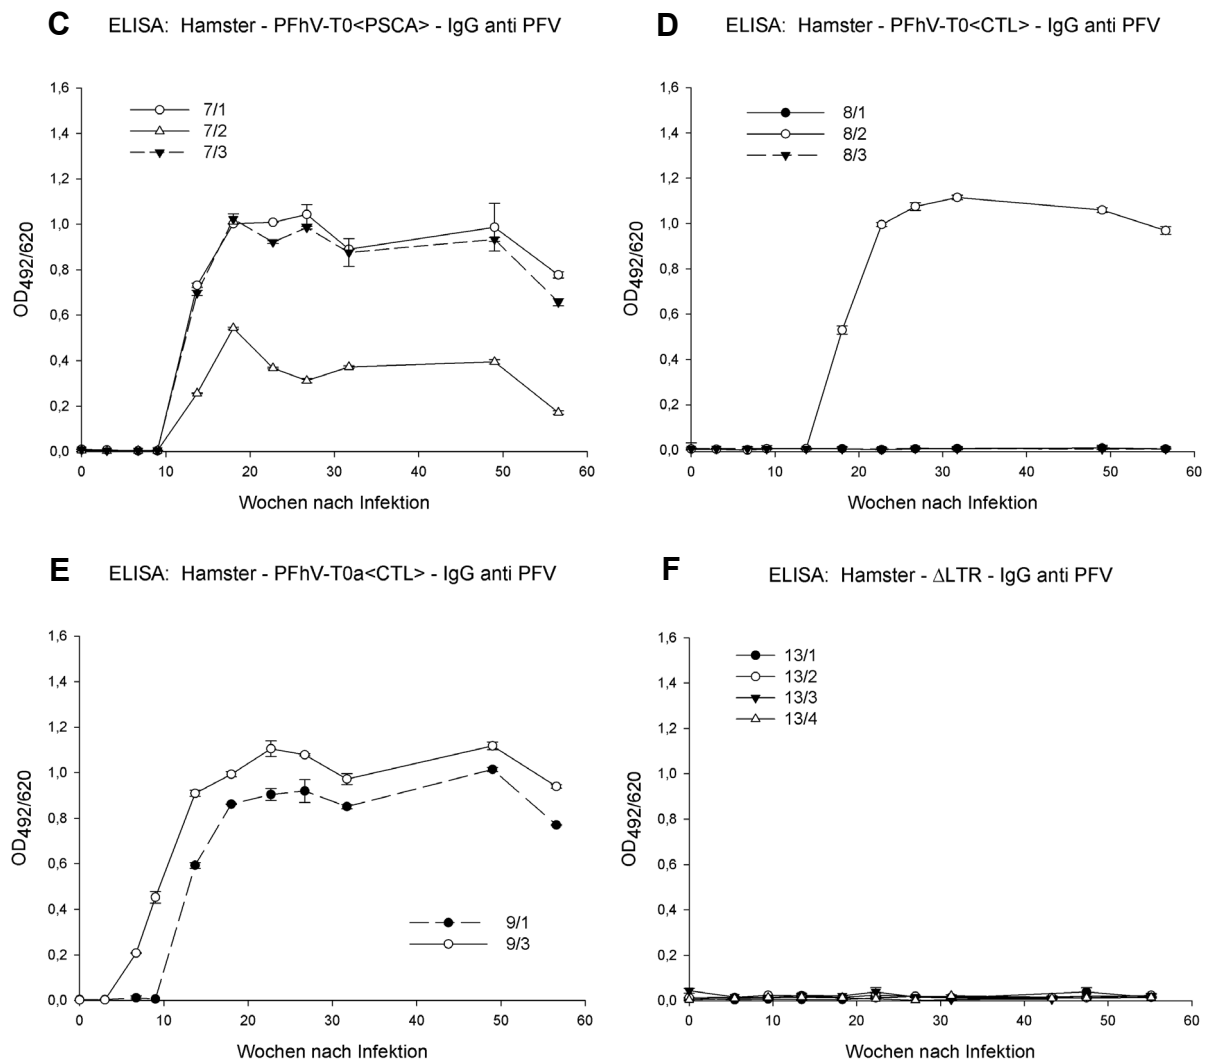 C
ELISA: Hamster - PFhV-T0<PSCA> - IgG anti PFV
1,6
1,4
1,2
1,0
0,8
0,6
0,4
0,2
0,0
OD492/620
7/1
7/2
7/3
0 10 20 30 40 50 60
Wochen nach Infektion
D
ELISA: Hamster - PFhV-T0<CTL> - IgG anti PFV
1,6
1,4
1,2
1,0
0,8
0,6
0,4
0,2
0,0
OD492/620
8/1
8/2
8/3
0 10 20 30 40 50 60
Wochen nach Infektion
E
ELISA: Hamster - PFhV-T0a<CTL> - IgG anti PFV
1,6
1,4
1,2
1,0
0,8
0,6
0,4
0,2
0,0
OD492/620
9/1
9/3
0 10 20 30 40 50 60
Wochen nach Infektion
F
ELISA: Hamster - ΔLTR - IgG anti PFV
1,6
1,4
1,2
1,0
0,8
0,6
0,4
0,2
0,0
OD492/620
13/1
13/2
13/3
13/4
0 10 20 30 40 50 60
Wochen nach Infektion